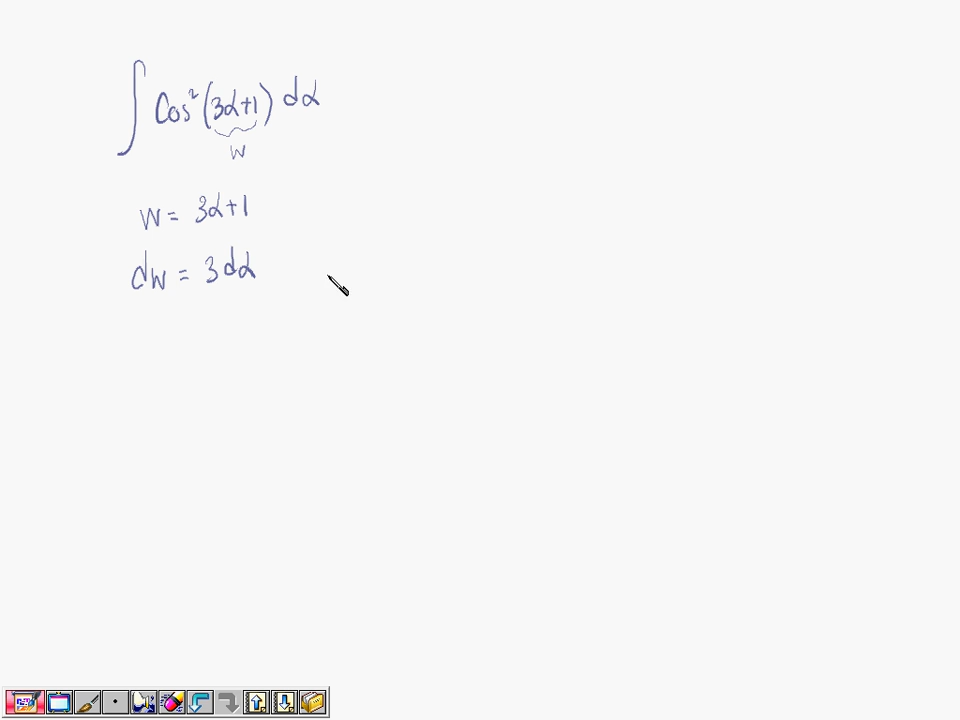 ∫ Cos²(3α+1) dα
w
w = 3α+1
dw = 3dα